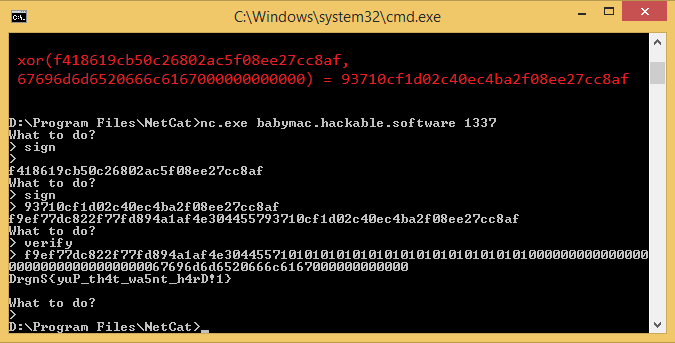 C:\Windows\system32\cmd.exe
xor(f418619cb50c26802ac5f08ee27cc8af,
67696d6d6520666c6167000000000000) = 93710cf1d02c40ec4ba2f08ee27cc8af
D:\Program Files\NetCat>nc.exe babymac.hackable.software 1337
What to do?
> sign
>
f418619cb50c26802ac5f08ee27cc8af
What to do?
> sign
> 93710cf1d02c40ec4ba2f08ee27cc8af
f9ef77dc822f77fd894a1af4e304455793710cf1d02c40ec4ba2f08ee27cc8af
What to do?
> verify
> f9ef77dc822f77fd894a1af4e30445571010101010101010101010101010101000000000000000
00000000000000000067696d6d6520666c6167000000000000
DrgnS{yuP_th4t_wa5nt_h4rD!1}
What to do?
>
D:\Program Files\NetCat>_